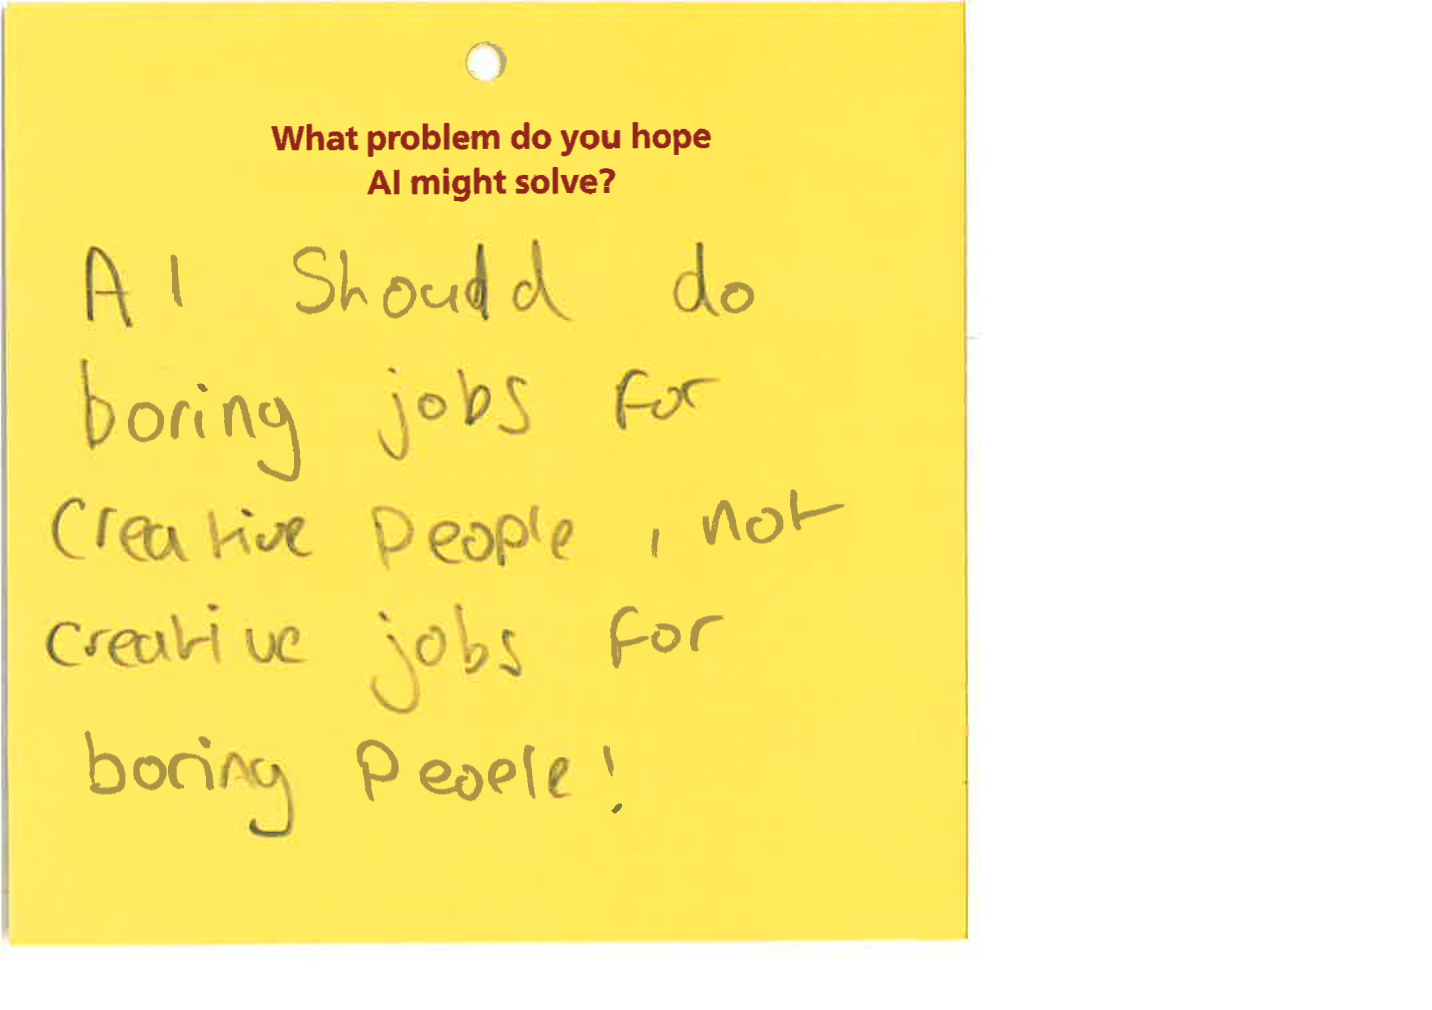 What problem do you hope
AI might solve?
AI Should do
boring jobs for
Creative People, not
creative jobs for
boring People!